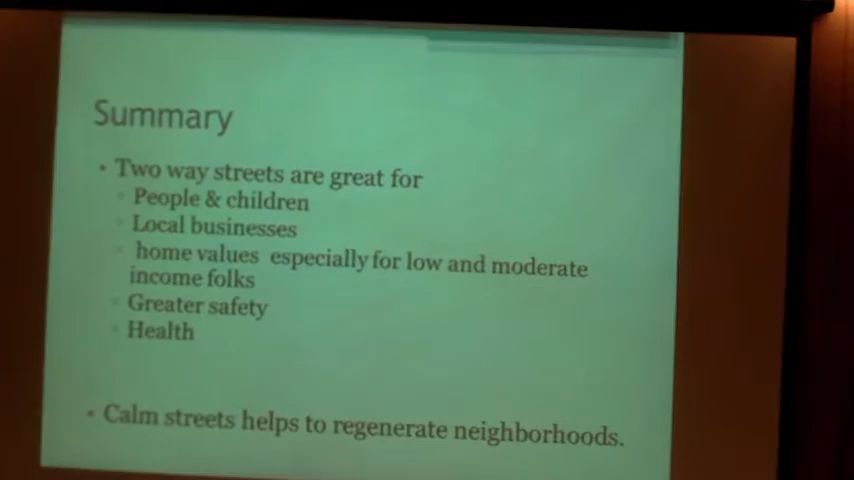 Summary
• Two way streets are great for
▫ People & children
▫ Local businesses
▫ home values especially for low and moderate
income folks
▫ Greater safety
▫ Health
• Calm streets helps to regenerate neighborhoods.